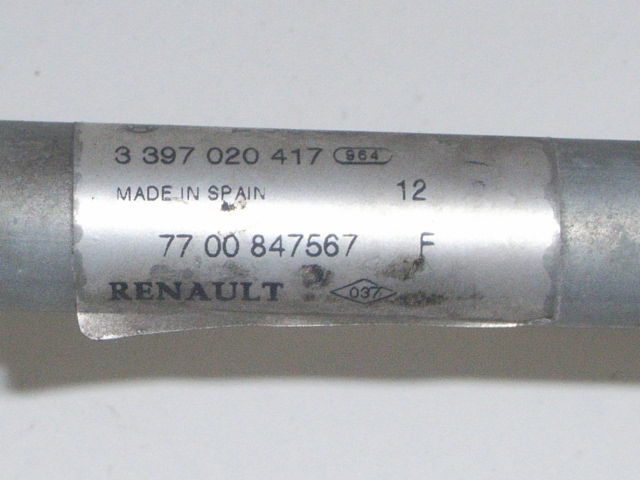 3 397 020 417 964
MADE IN SPAIN 12
77 00 847567 F
RENAULT 037